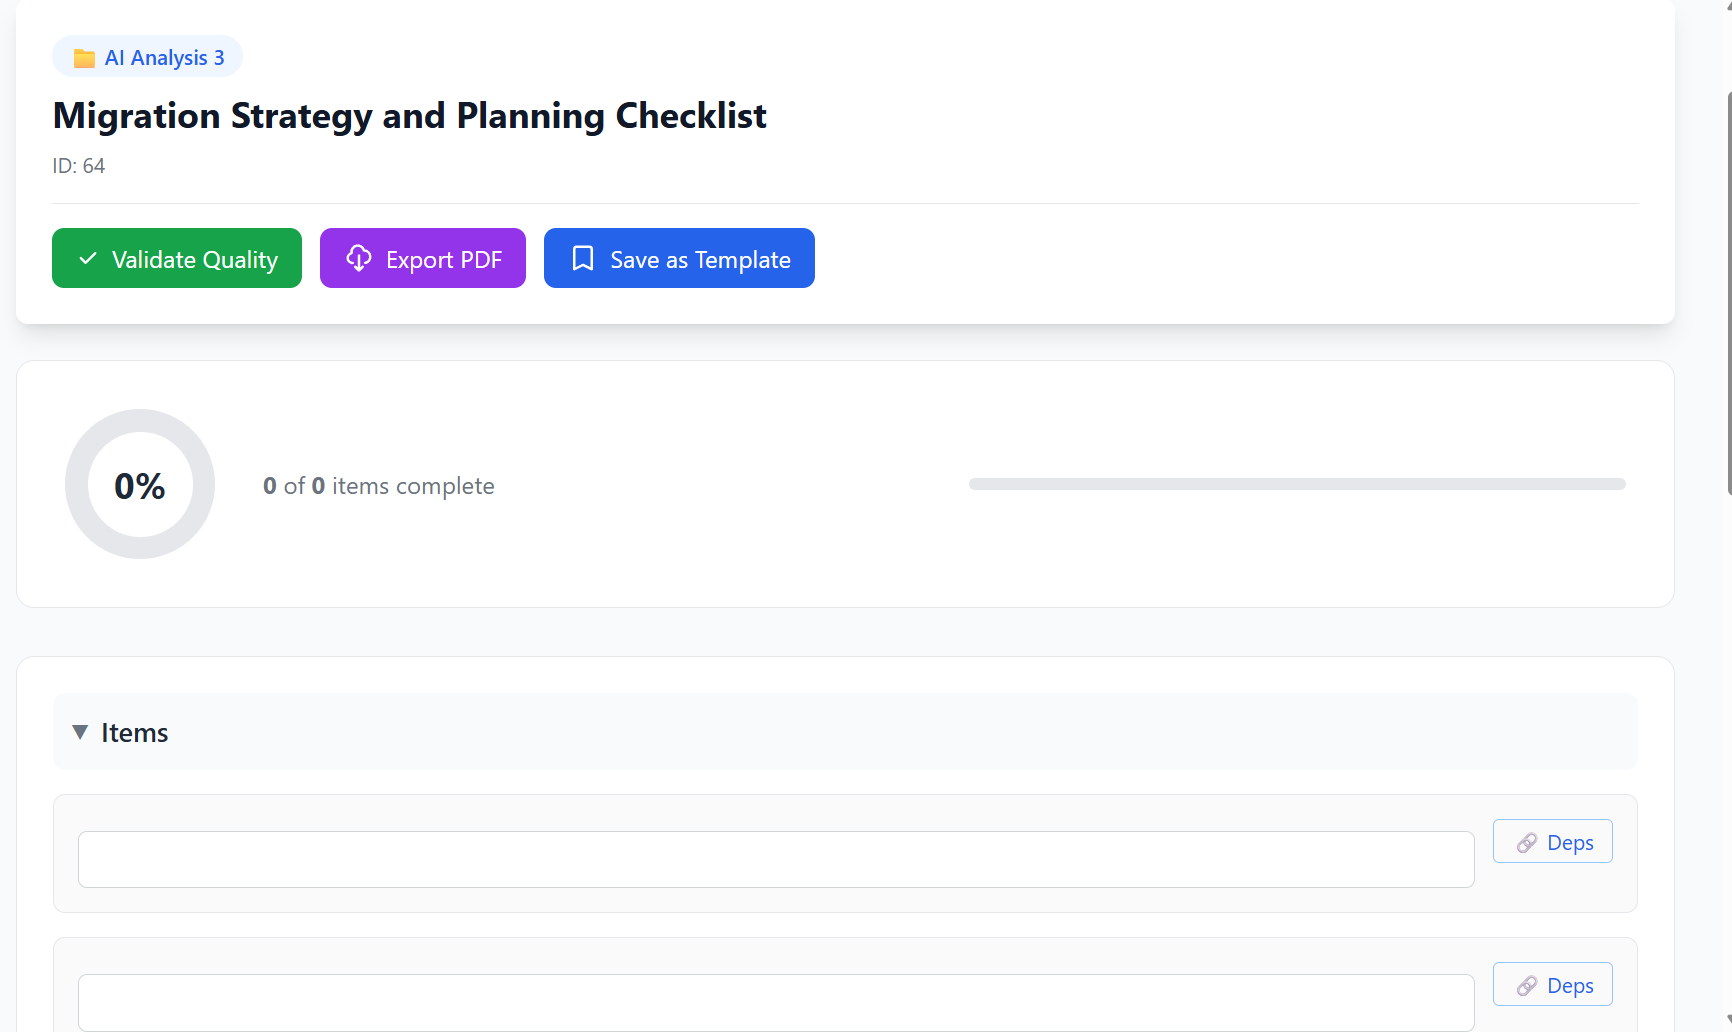 AI Analysis 3
Migration Strategy and Planning Checklist
ID: 64
Validate Quality
Export PDF
Save as Template
0%
0 of 0 items complete
Items
Deps
Deps